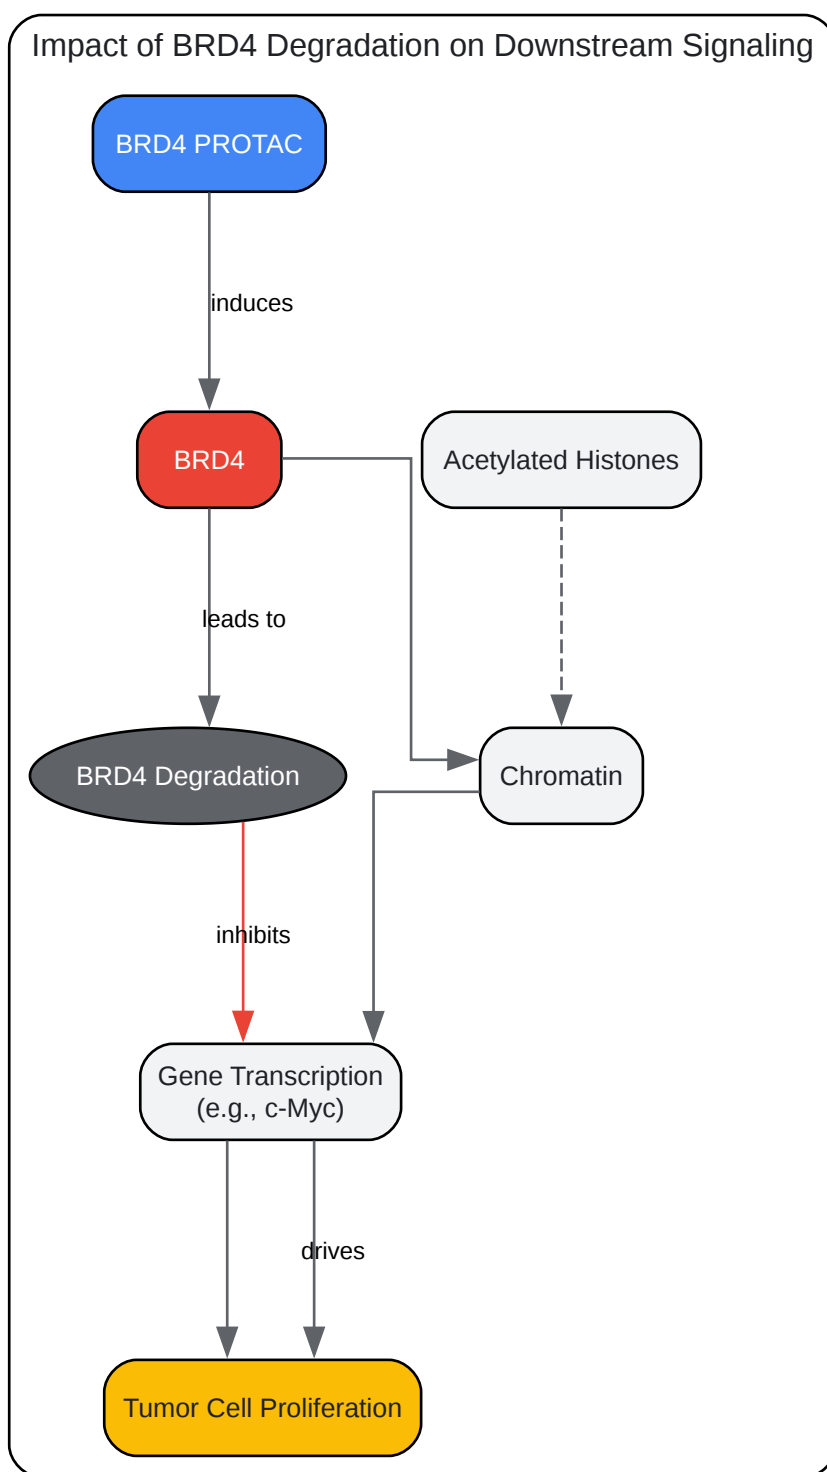 Impact of BRD4 Degradation on Downstream Signaling
BRD4 PROTAC
induces
BRD4
Acetylated Histones
leads to
BRD4 Degradation
Chromatin
inhibits
Gene Transcription
(e.g., c-Myc)
drives
Tumor Cell Proliferation